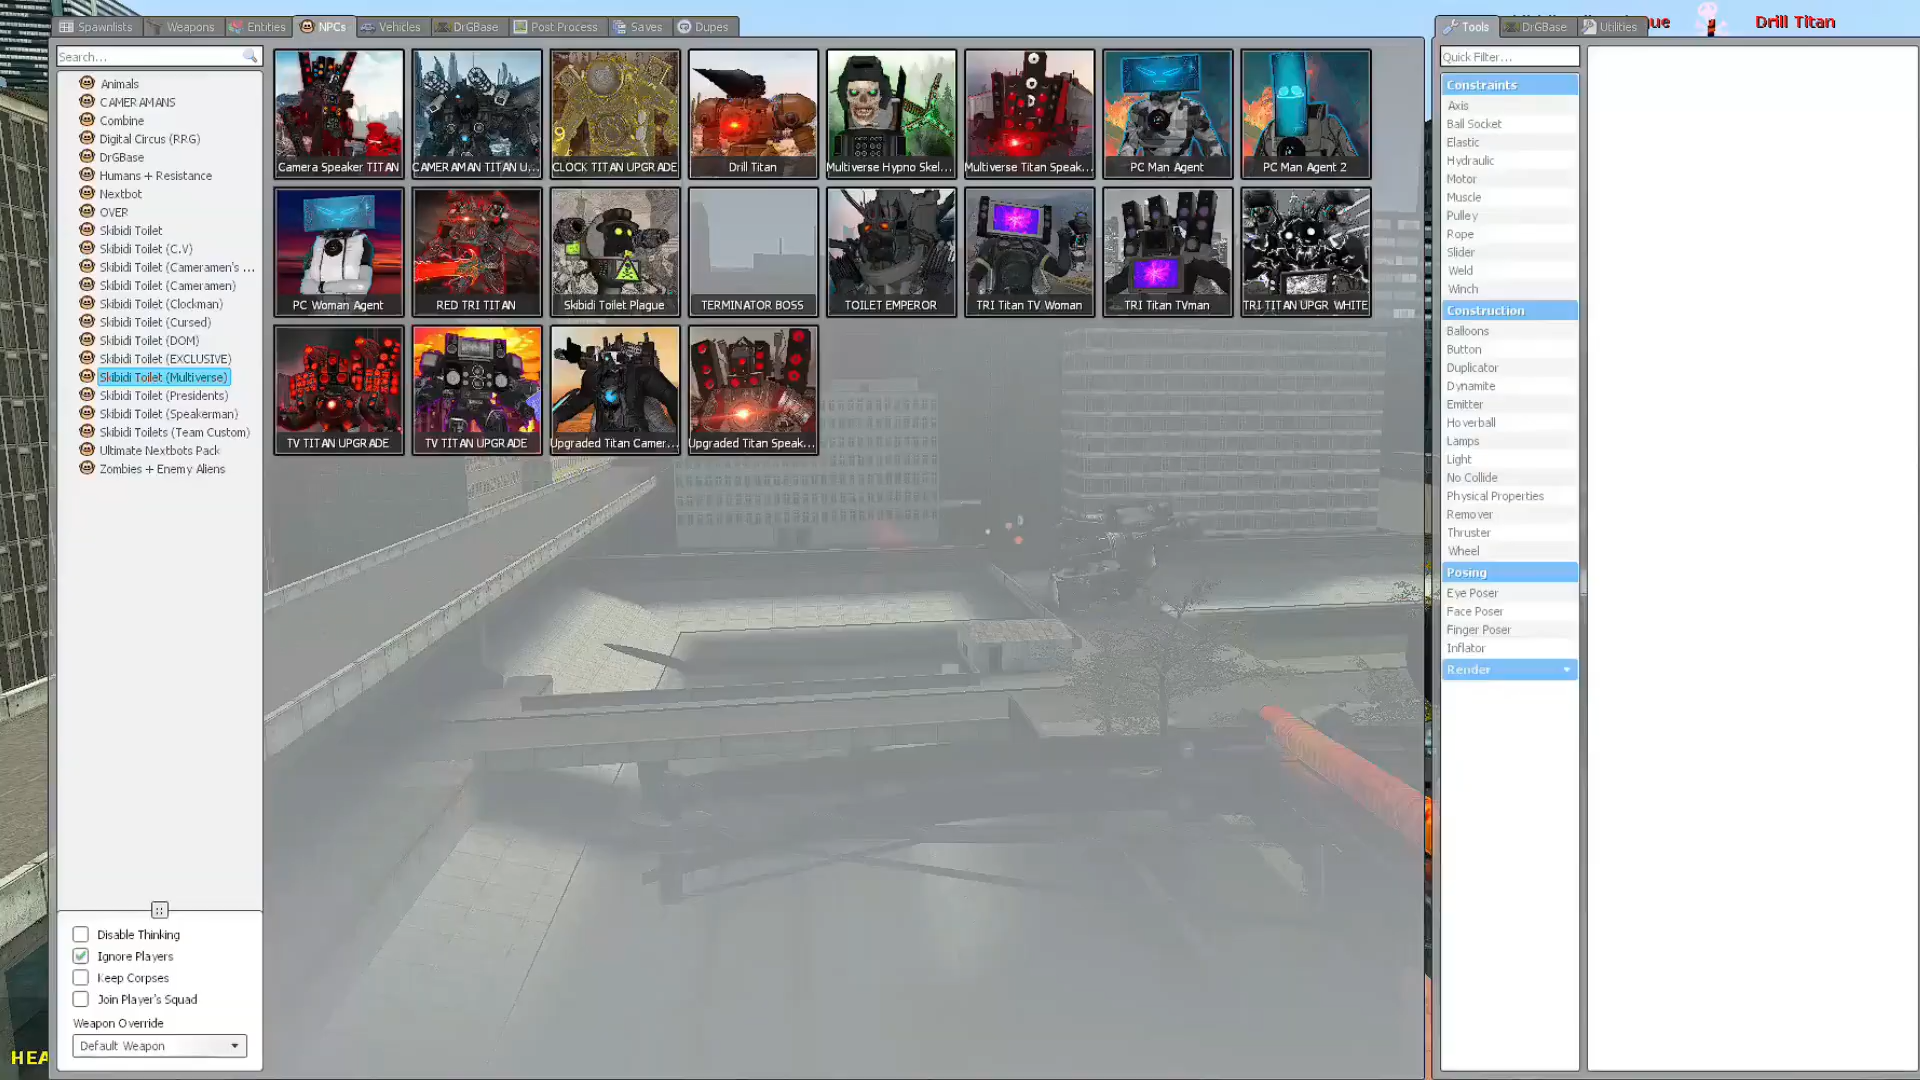 Spawnlists
Weapons
Entities
NPCs
Vehicles
DrGBase
Post Process
Saves
Dupes
Tools
DrGBase
Utilities
ue
Drill Titan
Search...
Animals
CAMERAMANS
Combine
Digital Circus (RRG)
DrGBase
Humans + Resistance
Nextbot
OVER
Skibidi Toilet
Skibidi Toilet (C.V)
Skibidi Toilet (Cameramen's ...
Skibidi Toilet (Cameramen)
Skibidi Toilet (Clockman)
Skibidi Toilet (Cursed)
Skibidi Toilet (DOM)
Skibidi Toilet (EXCLUSIVE)
Skibidi Toilet (Multiverse)
Skibidi Toilet (Presidents)
Skibidi Toilet (Speakerman)
Skibidi Toilets (Team Custom)
Ultimate Nextbots Pack
Zombies + Enemy Aliens
Disable Thinking
Ignore Players
Keep Corpses
Join Player's Squad
Weapon Override
Default Weapon
HEA
Camera Speaker TITAN
CAMERAMAN TITAN U...
9
CLOCK TITAN UPGRADE
Drill Titan
Multiverse Hypno Skel...
Multiverse Titan Speak...
PC Man Agent
PC Man Agent 2
PC Woman Agent
RED TRI TITAN
Skibidi Toilet Plague
TERMINATOR BOSS
TOILET EMPEROR
TRI Titan TV Woman
TRI Titan TVman
TRI TITAN UPGR WHITE
TV TITAN UPGRADE
TV TITAN UPGRADE
Upgraded Titan Camer...
Upgraded Titan Speak...
Quick Filter...
Constraints
Axis
Ball Socket
Elastic
Hydraulic
Motor
Muscle
Pulley
Rope
Slider
Weld
Winch
Construction
Balloons
Button
Duplicator
Dynamite
Emitter
Hoverball
Lamps
Light
No Collide
Physical Properties
Remover
Thruster
Wheel
Posing
Eye Poser
Face Poser
Finger Poser
Inflator
Render